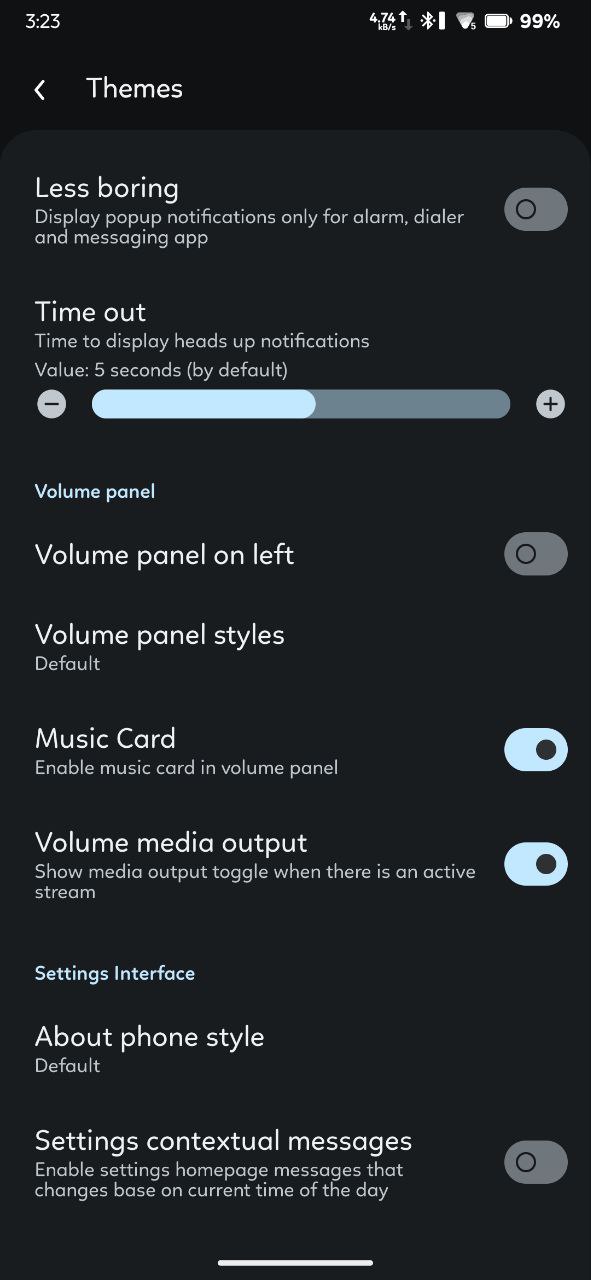 3:23
4.74
kB/s
5
99%
Themes
Less boring
Display popup notifications only for alarm, dialer
and messaging app
Time out
Time to display heads up notifications
Value: 5 seconds (by default)
Volume panel
Volume panel on left
Volume panel styles
Default
Music Card
Enable music card in volume panel
Volume media output
Show media output toggle when there is an active
stream
Settings Interface
About phone style
Default
Settings contextual messages
Enable settings homepage messages that
changes base on current time of the day